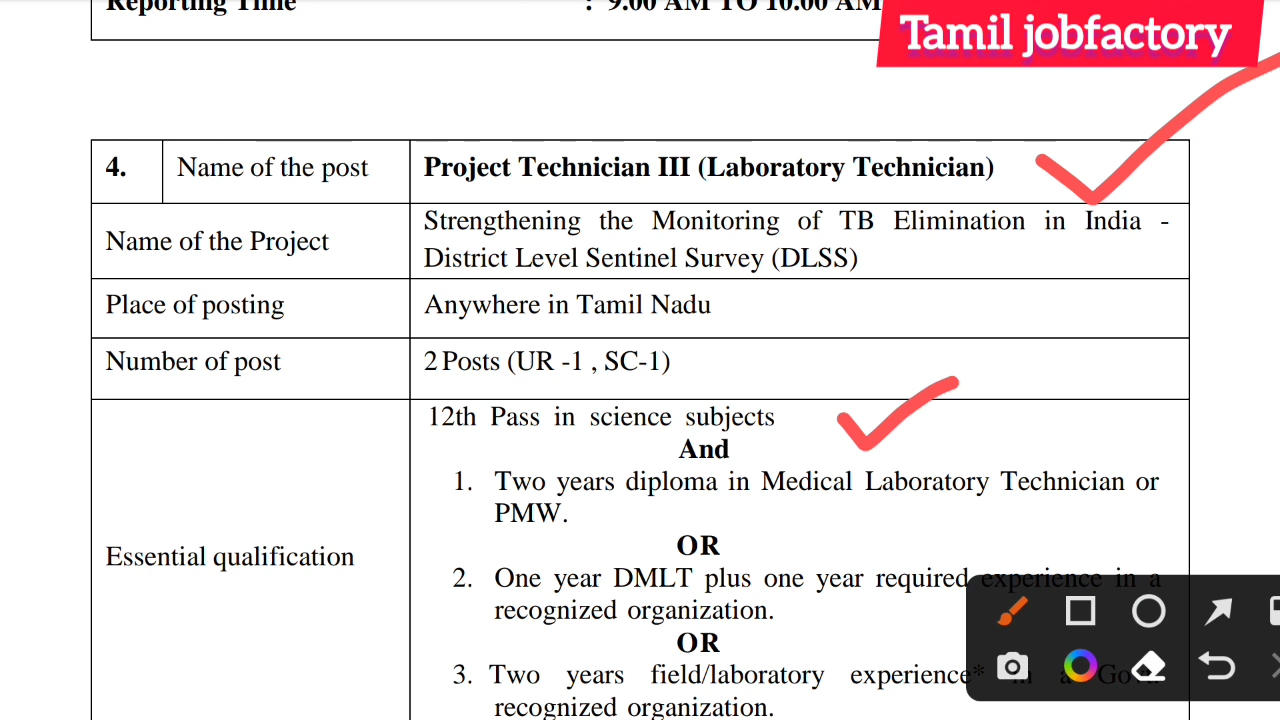 Reporting Time : 9.00 AM TO 10.00 AM
Tamil jobfactory
4. Name of the post Project Technician III (Laboratory Technician)
Name of the Project Strengthening the Monitoring of TB Elimination in India -
District Level Sentinel Survey (DLSS)
Place of posting Anywhere in Tamil Nadu
Number of post 2 Posts (UR -1 , SC-1)
12th Pass in science subjects
And
1. Two years diploma in Medical Laboratory Technician or
PMW.
OR
Essential qualification
2. One year DMLT plus one year required experience in a
recognized organization.
OR
3. Two years field/laboratory experience* in a Govt.
recognized organization.